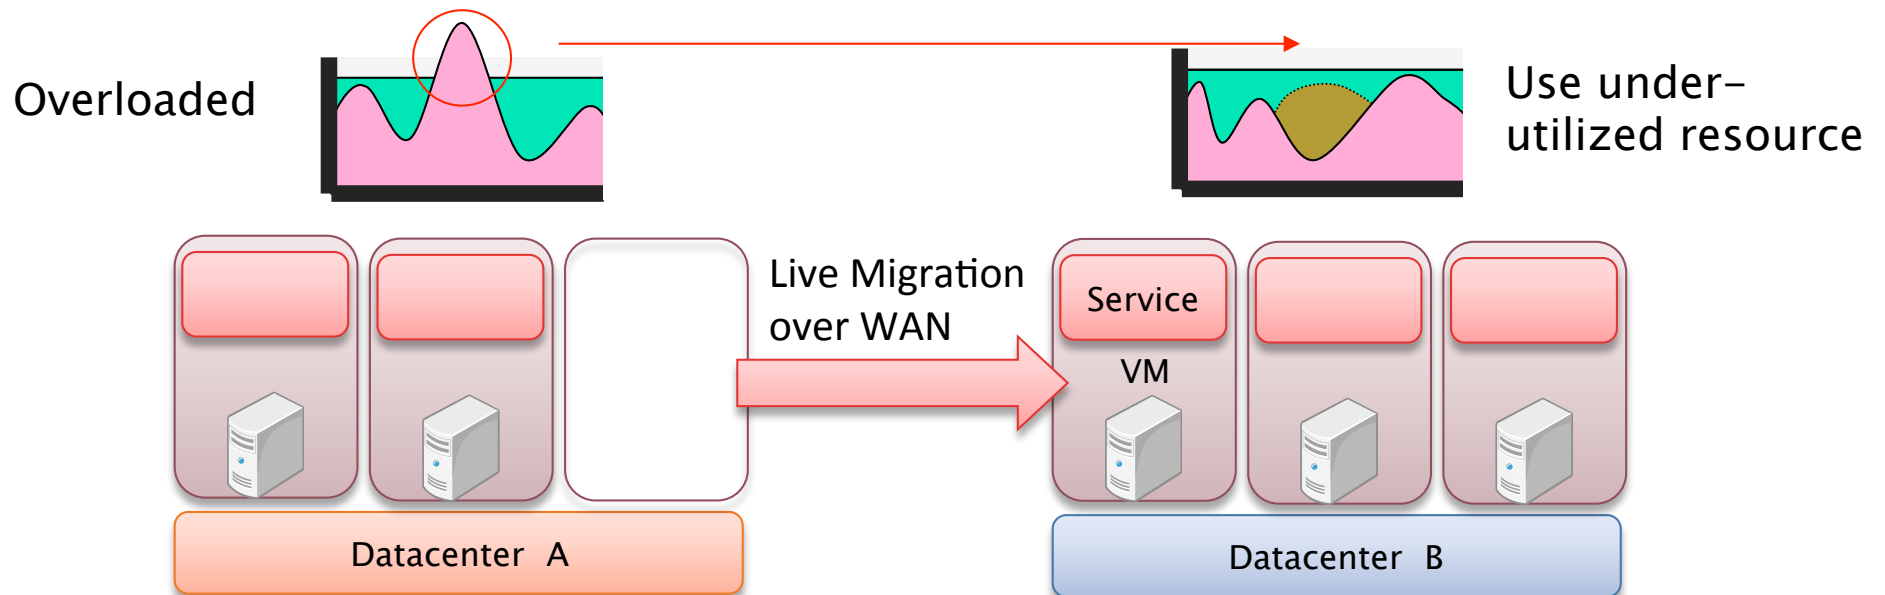 Overloaded
Use under-
utilized resource
Live Migration
over WAN
Service
VM
Datacenter A
Datacenter B